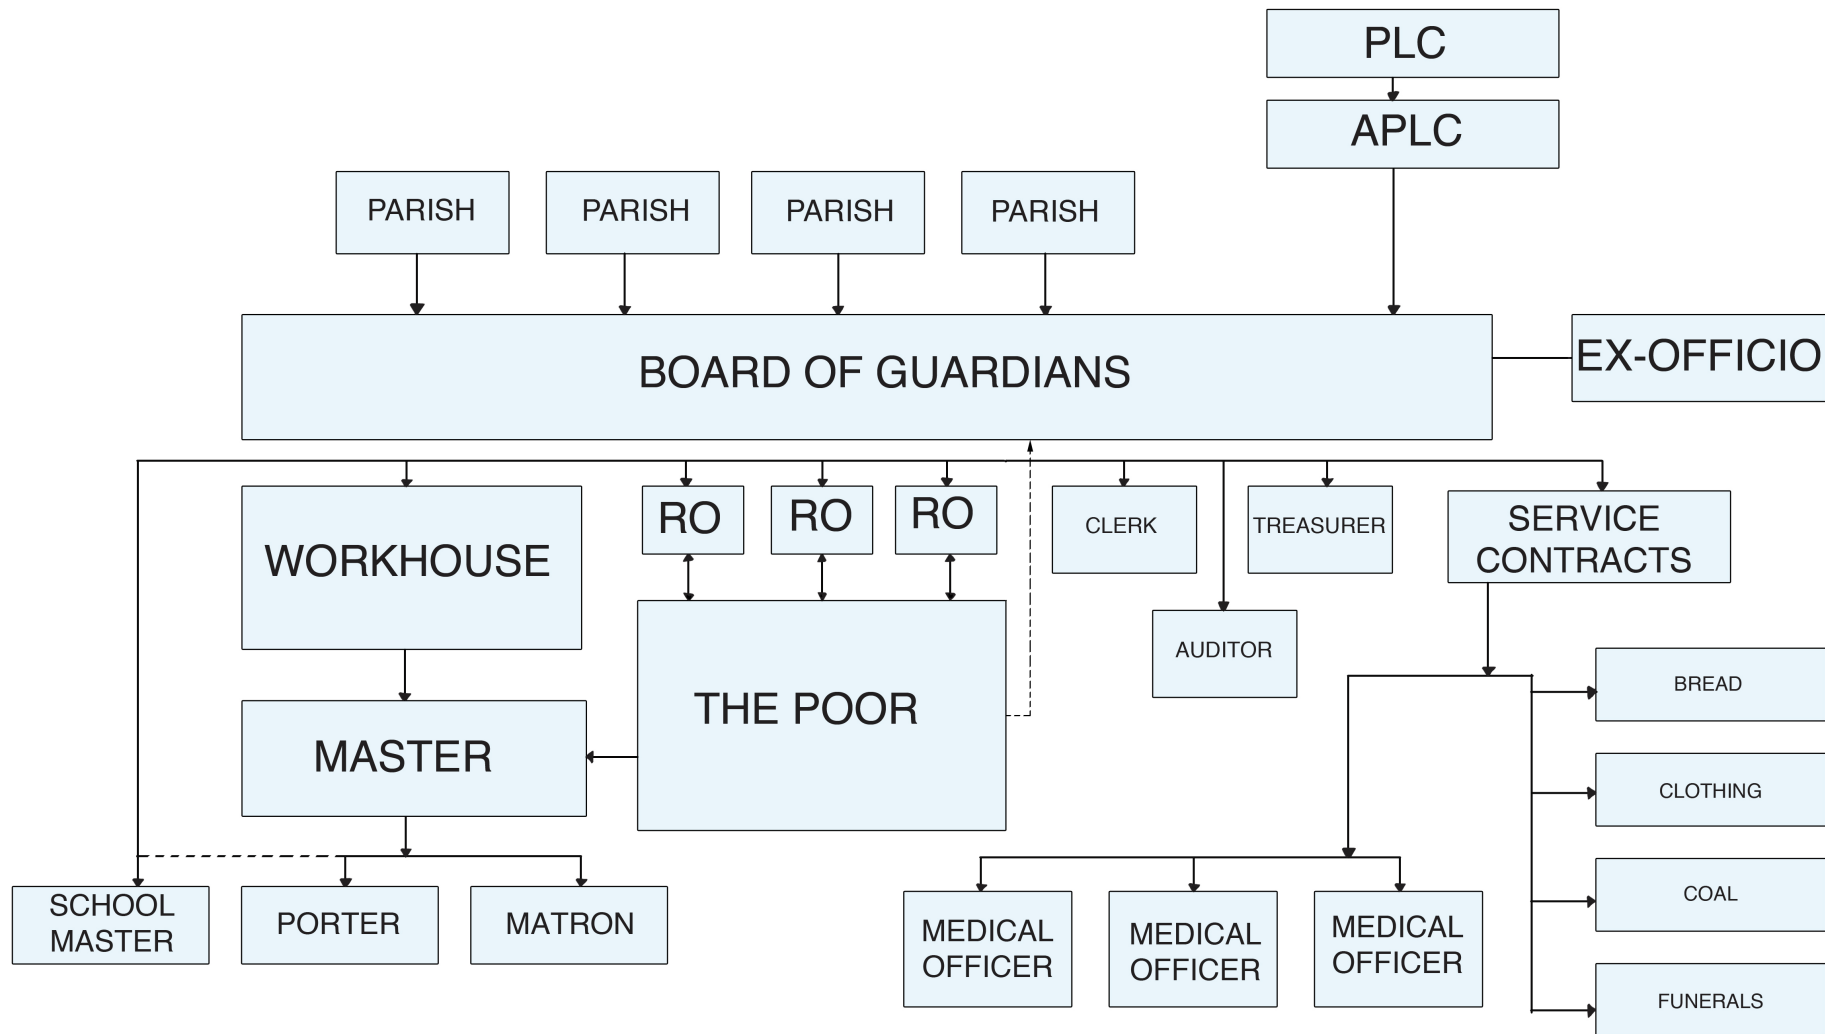 PLC
APLC
PARISH
PARISH
PARISH
PARISH
BOARD OF GUARDIANS
EX-OFFICIO
WORKHOUSE
RO
RO
RO
CLERK
TREASURER
SERVICE
CONTRACTS
AUDITOR
THE POOR
MASTER
BREAD
CLOTHING
COAL
FUNERALS
SCHOOL
MASTER
PORTER
MATRON
MEDICAL
OFFICER
MEDICAL
OFFICER
MEDICAL
OFFICER